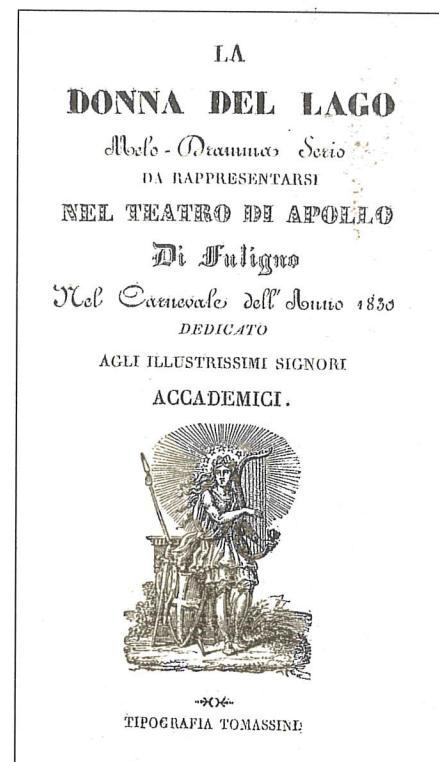 LA
DONNA DEL LAGO
Melo-Dramma Serio
DA RAPPRESENTARSI
NEL TEATRO DI APOLLO
Di Fuligno
Nel Carnevale dell' Anno 1830
DEDICATO
AGLI ILLUSTRISSIMI SIGNORI
ACCADEMICI.
TIPOGRAFIA TOMASSINI.